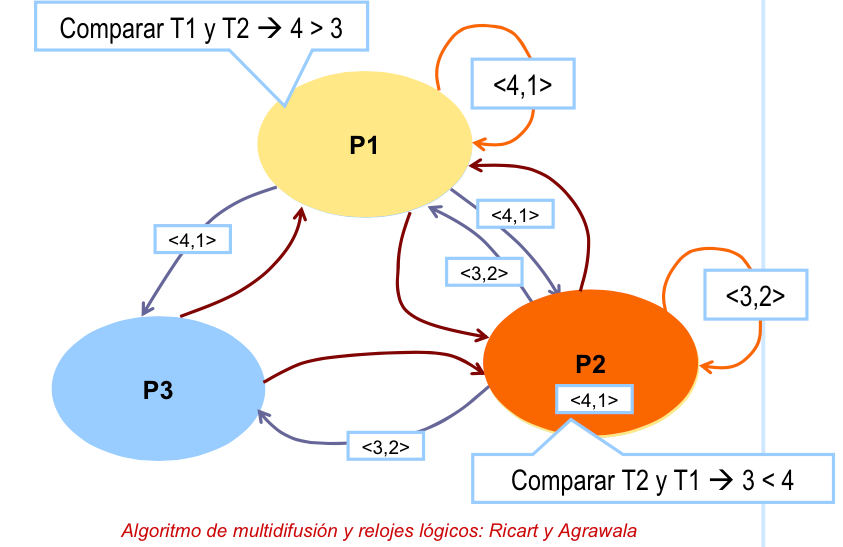 Comparar T1 y T2 → 4 > 3
<4,1>
P1
<4,1>
<4,1>
<3,2>
<3,2>
P2
P3
<4,1>
<3,2>
Comparar T2 y T1 → 3 < 4
Algoritmo de multidifusión y relojes lógicos: Ricart y Agrawala